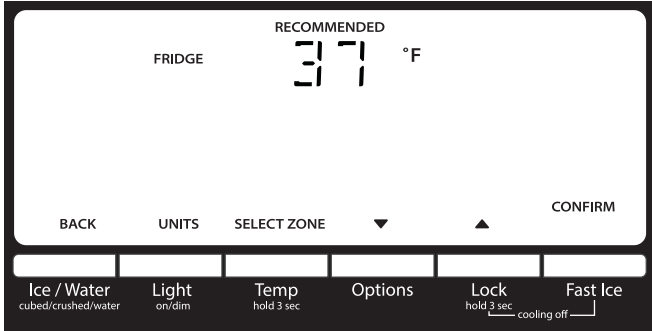 RECOMMENDED
FRIDGE 37 °F
BACK UNITS SELECT ZONE ▼ ▲ CONFIRM
Ice / Water Light Temp Options Lock Fast Ice
cubed/crushed/water on/dim hold 3 sec hold 3 sec
cooling off